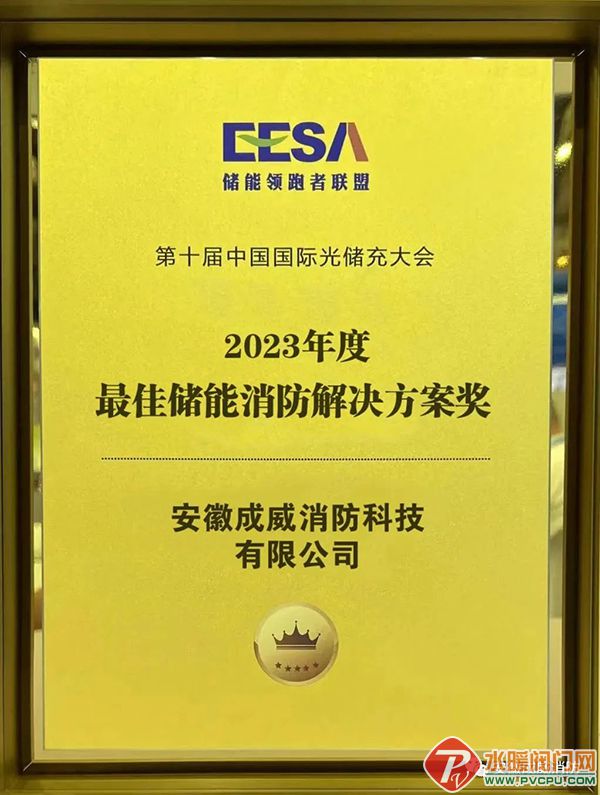 EESA
储能领跑者联盟
第十届中国国际光储充大会
2023年度
最佳储能消防解决方案奖
安徽成威消防科技
有限公司
水暖阀门网
WWW.PVCPU.COM